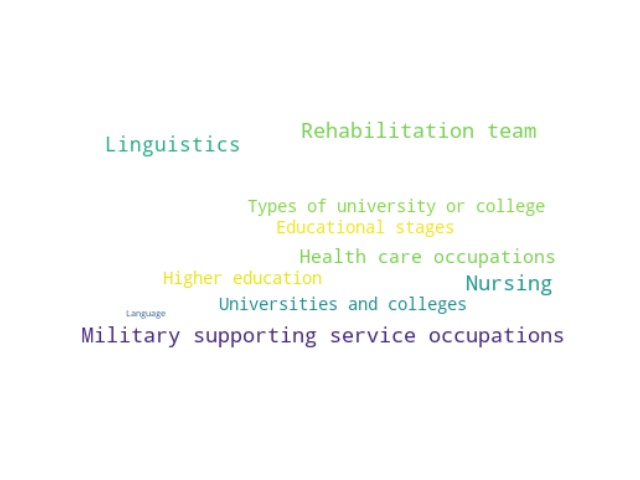 Rehabilitation team
Linguistics
Types of university or college
Educational stages
Health care occupations
Higher education
Nursing
Universities and colleges
Language
Military supporting service occupations